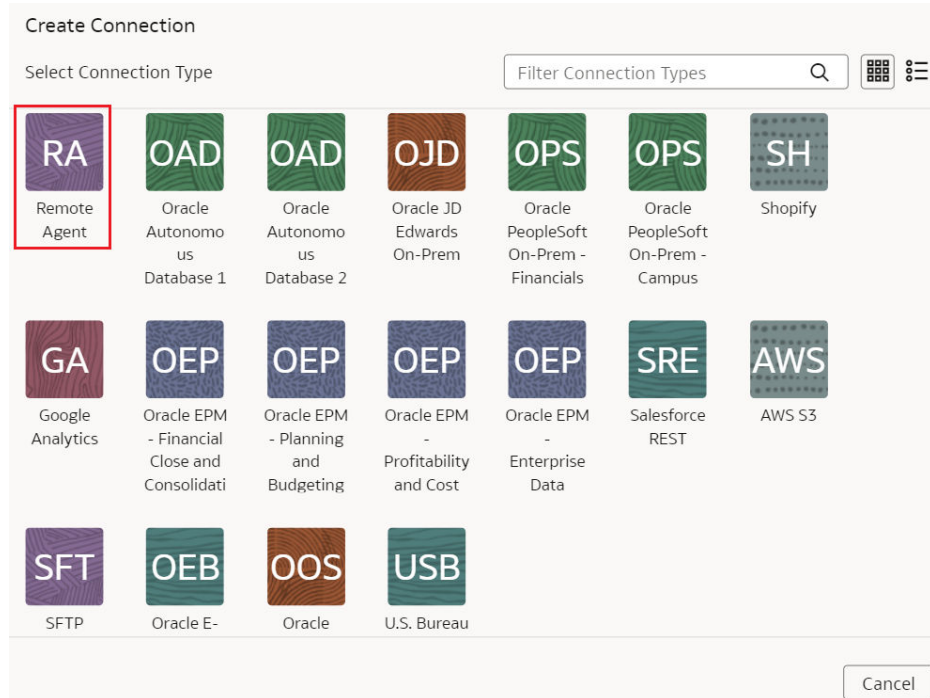 Create Connection
Select Connection Type
Filter Connection Types
RA
OAD
OAD
OJD
OPS
OPS
SH
Remote
Agent
Oracle
Autonomo
us
Database 1
Oracle
Autonomo
us
Database 2
Oracle JD
Edwards
On-Prem
Oracle
PeopleSoft
On-Prem -
Financials
Oracle
PeopleSoft
On-Prem -
Campus
Shopify
GA
OEP
OEP
OEP
OEP
SRE
AWS
Google
Analytics
Oracle EPM
- Financial
Close and
Consolidati
Oracle EPM
- Planning
and
Budgeting
Oracle EPM
-
Profitability
and Cost
Oracle EPM
-
Enterprise
Data
Salesforce
REST
AWS S3
SFT
OEB
OOS
USB
SFTP
Oracle E-
Oracle
U.S. Bureau
Cancel